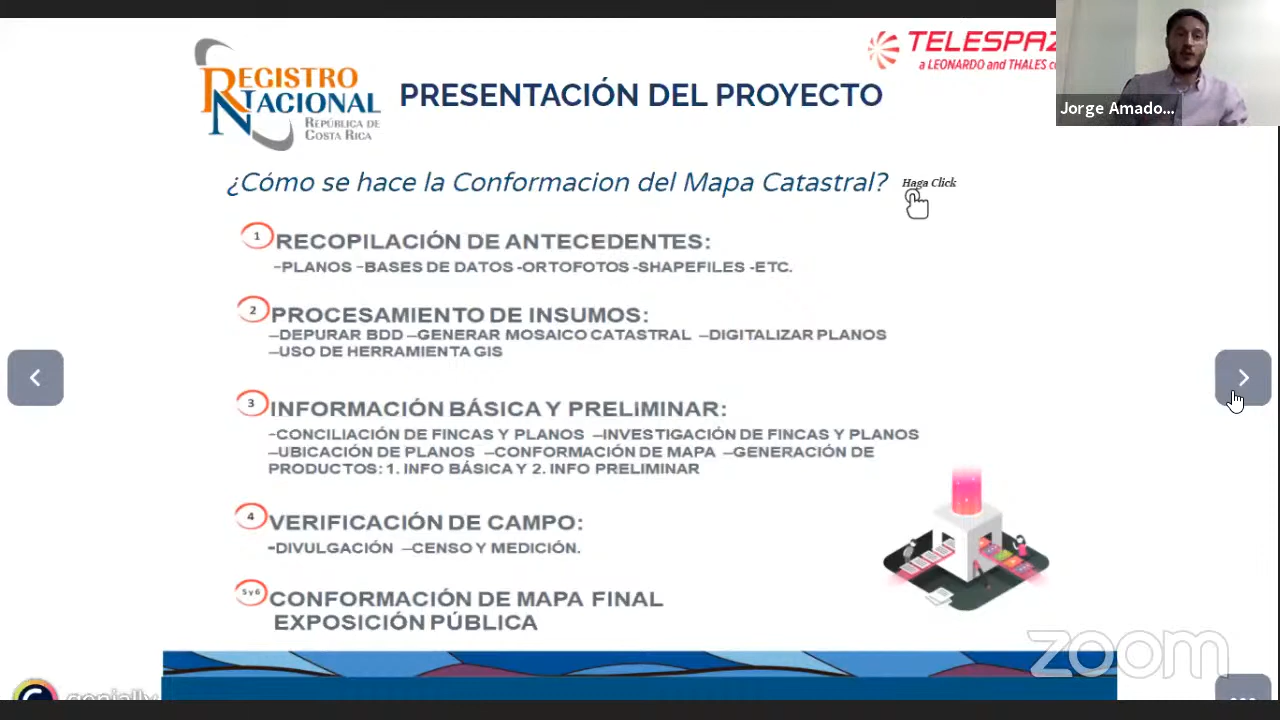 REGISTRO
NACIONAL
REPÚBLICA DE
COSTA RICA
TELESPAZ
a LEONARDO and THALES co
Jorge Amado...
PRESENTACIÓN DEL PROYECTO
¿Cómo se hace la Conformacion del Mapa Catastral?
Haga Click
1 RECOPILACIÓN DE ANTECEDENTES:
-PLANOS -BASES DE DATOS -ORTOFOTOS -SHAPEFILES -ETC.
2 PROCESAMIENTO DE INSUMOS:
–DEPURAR BDD –GENERAR MOSAICO CATASTRAL –DIGITALIZAR PLANOS
–USO DE HERRAMIENTA GIS
3 INFORMACIÓN BÁSICA Y PRELIMINAR:
-CONCILIACIÓN DE FINCAS Y PLANOS –INVESTIGACIÓN DE FINCAS Y PLANOS
–UBICACIÓN DE PLANOS –CONFORMACIÓN DE MAPA –GENERACIÓN DE
PRODUCTOS: 1. INFO BÁSICA Y 2. INFO PRELIMINAR
4 VERIFICACIÓN DE CAMPO:
-DIVULGACIÓN –CENSO Y MEDICIÓN.
5 y 6 CONFORMACIÓN DE MAPA FINAL
EXPOSICIÓN PÚBLICA
zoom
genially